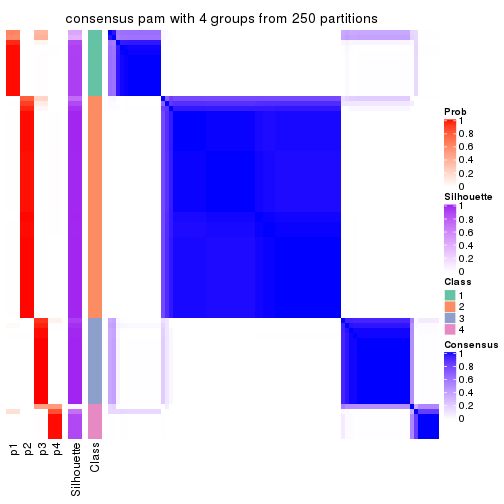 consensus pam with 4 groups from 250 partitions
Prob
1
0.8
0.6
0.4
0.2
0
Silhouette
1
0.8
0.6
0.4
0.2
0
Class
1
2
3
4
Consensus
1
0.8
0.6
0.4
0.2
0
p1
p2
p3
p4
Silhouette
Class